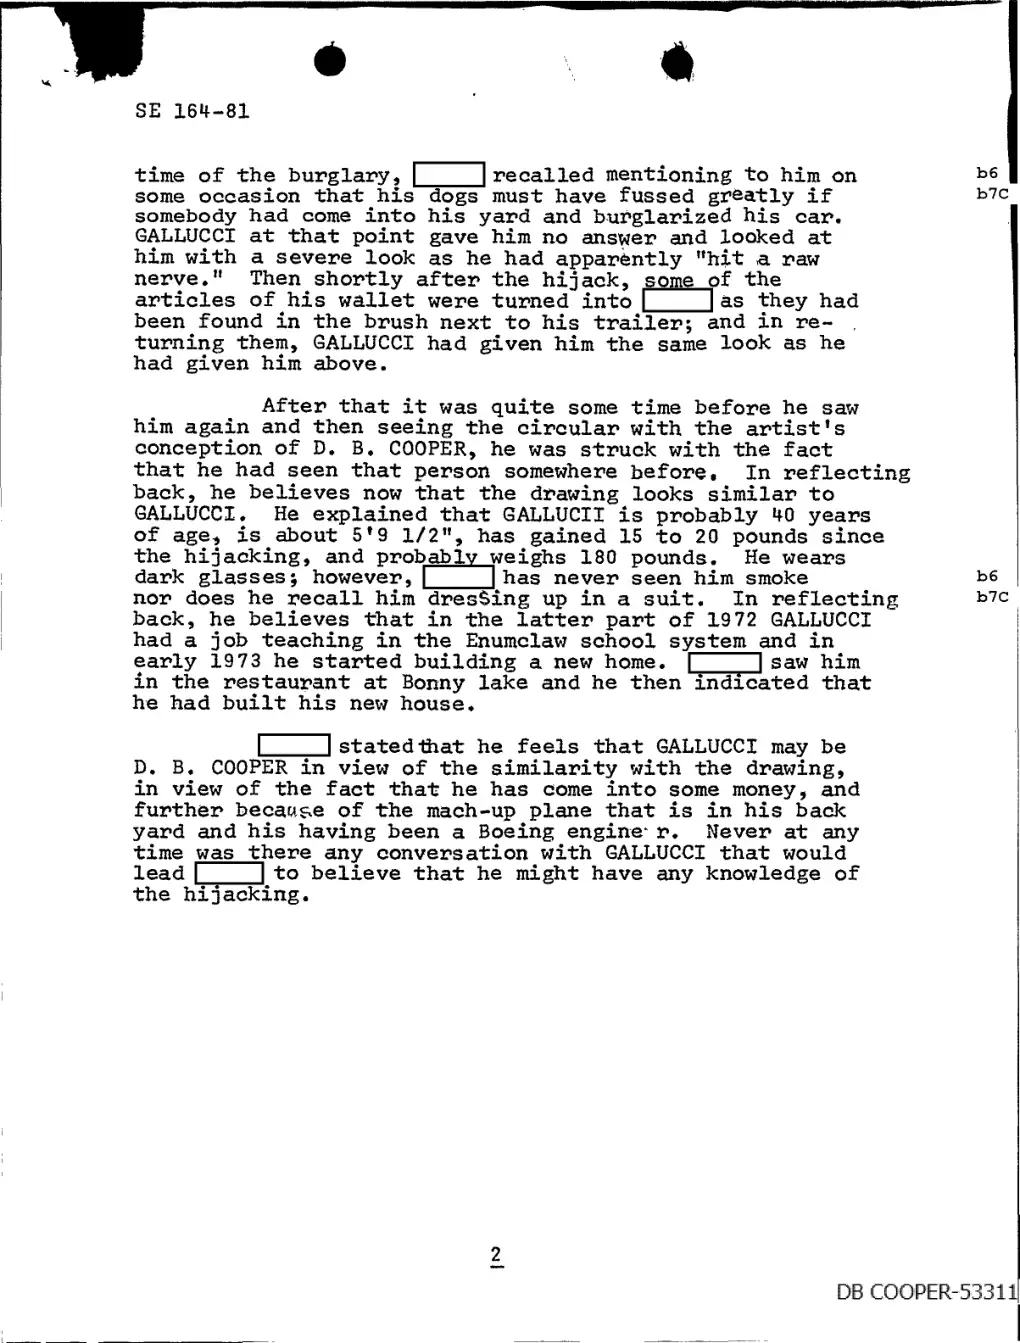 SE 164-81
time of the burglary, recalled mentioning to him on b6
some occasion that his dogs must have fussed greatly if b7C
somebody had come into his yard and burglarized his car.
GALLUCCI at that point gave him no answer and looked at
him with a severe look as he had apparently "hit a raw
nerve." Then shortly after the hijack, some of the
articles of his wallet were turned into as they had
been found in the brush next to his trailer; and in re-
turning them, GALLUCCI had given him the same look as he
had given him above.
After that it was quite some time before he saw
him again and then seeing the circular with the artist's
conception of D. B. COOPER, he was struck with the fact
that he had seen that person somewhere before. In reflecting
back, he believes now that the drawing looks similar to
GALLUCCI. He explained that GALLUCII is probably 40 years
of age, is about 5'9 1/2", has gained 15 to 20 pounds since
the hijacking, and probably weighs 180 pounds. He wears
dark glasses; however, has never seen him smoke b6
nor does he recall him dressing up in a suit. In reflecting b7C
back, he believes that in the latter part of 1972 GALLUCCI
had a job teaching in the Enumclaw school system and in
early 1973 he started building a new home. saw him
in the restaurant at Bonny lake and he then indicated that
he had built his new house.
stated that he feels that GALLUCCI may be
D. B. COOPER in view of the similarity with the drawing,
in view of the fact that he has come into some money, and
further because of the mach-up plane that is in his back
yard and his having been a Boeing engine r. Never at any
time was there any conversation with GALLUCCI that would
lead to believe that he might have any knowledge of
the hijacking.
2
DB COOPER-53311